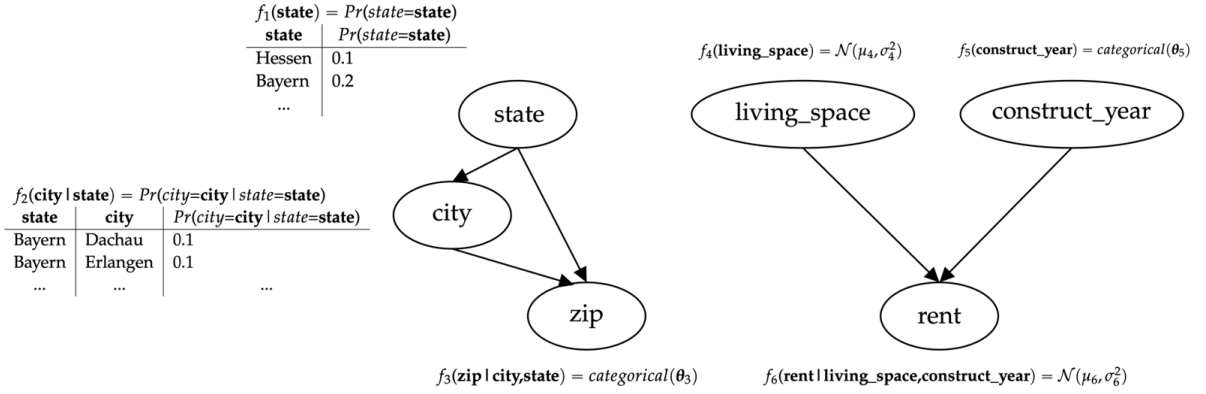 f₁(state) = Pr(state=state)
state Pr(state=state)
Hessen 0.1
Bayern 0.2
...
f₂(city | state) = Pr(city=city | state=state)
state city Pr(city=city | state=state)
Bayern Dachau 0.1
Bayern Erlangen 0.1
... ... ...
state
city
zip
f₃(zip | city,state) = categorical(θ₃)
f₄(living_space) = 𝒩(μ₄,σ₄²)
f₅(construct_year) = categorical(θ₅)
living_space
construct_year
rent
f₆(rent | living_space,construct_year) = 𝒩(μ₆,σ₆²)